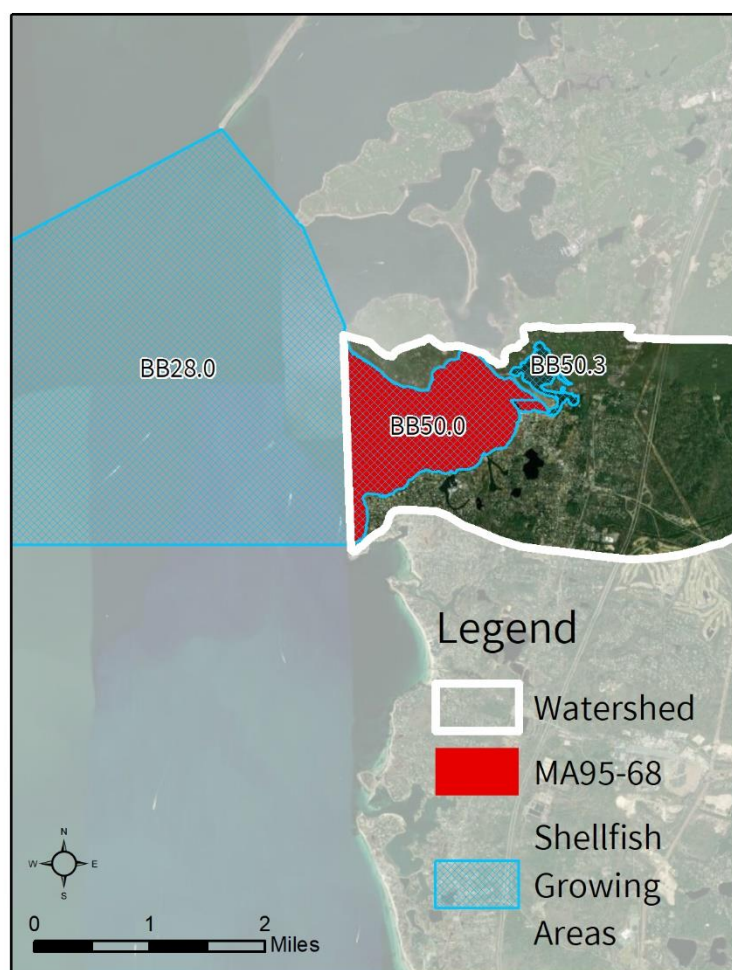 BB28.0
BB50.3
BB50.0
Legend
Watershed
MA95-68
Shellfish
Growing
Areas
N
W E
S
0 1 2
Miles